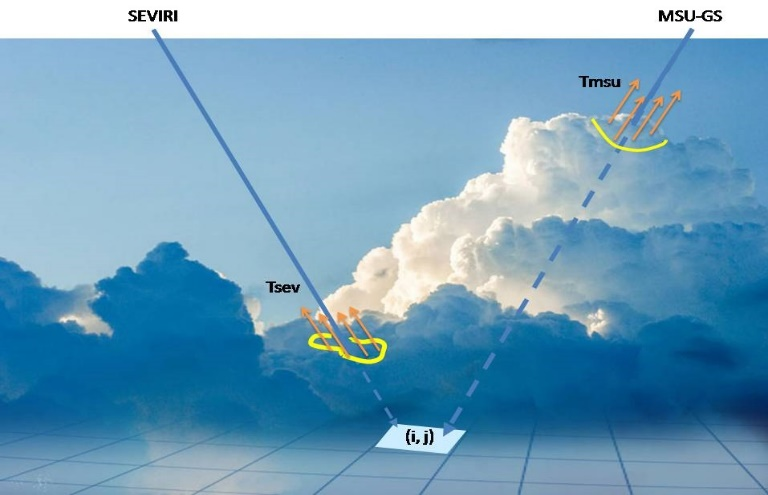 SEVIRI
MSU-GS
Tmsu
Tsev
(i, j)